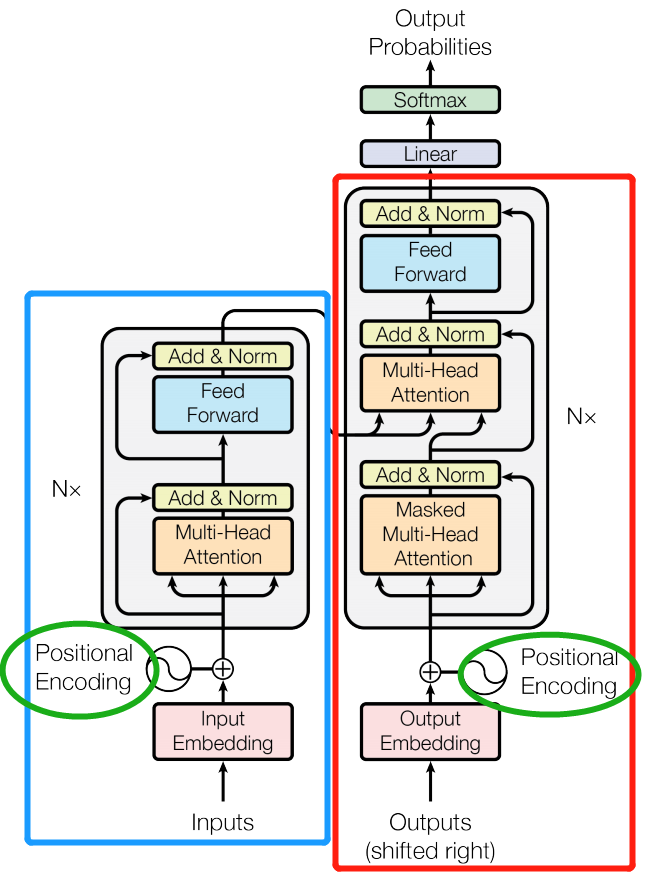 Output
Probabilities
Softmax
Linear
Add & Norm
Feed
Forward
Add & Norm
Multi-Head
Attention
N×
Add & Norm
Masked
Multi-Head
Attention
Positional
Encoding
Output
Embedding
Outputs
(shifted right)
Add & Norm
Feed
Forward
N×
Add & Norm
Multi-Head
Attention
Positional
Encoding
Input
Embedding
Inputs